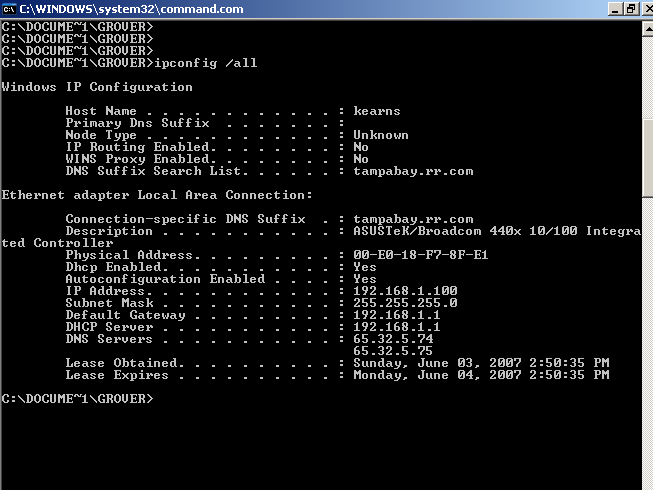 C:\WINDOWS\system32\command.com
C:\DOCUME~1\GROVER>
C:\DOCUME~1\GROVER>
C:\DOCUME~1\GROVER>
C:\DOCUME~1\GROVER>ipconfig /all
Windows IP Configuration
Host Name . . . . . . . . . . . . : kearns
Primary Dns Suffix . . . . . . . :
Node Type . . . . . . . . . . . . : Unknown
IP Routing Enabled. . . . . . . . : No
WINS Proxy Enabled. . . . . . . . : No
DNS Suffix Search List. . . . . . : tampabay.rr.com
Ethernet adapter Local Area Connection:
Connection-specific DNS Suffix . : tampabay.rr.com
Description . . . . . . . . . . . : ASUSTeK/Broadcom 440x 10/100 Integra
ted Controller
Physical Address. . . . . . . . . : 00-E0-18-F7-8F-E1
Dhcp Enabled. . . . . . . . . . . : Yes
Autoconfiguration Enabled . . . . : Yes
IP Address. . . . . . . . . . . . : 192.168.1.100
Subnet Mask . . . . . . . . . . . : 255.255.255.0
Default Gateway . . . . . . . . . : 192.168.1.1
DHCP Server . . . . . . . . . . . : 192.168.1.1
DNS Servers . . . . . . . . . . . : 65.32.5.74
65.32.5.75
Lease Obtained. . . . . . . . . . : Sunday, June 03, 2007 2:50:35 PM
Lease Expires . . . . . . . . . . : Monday, June 04, 2007 2:50:35 PM
C:\DOCUME~1\GROVER>